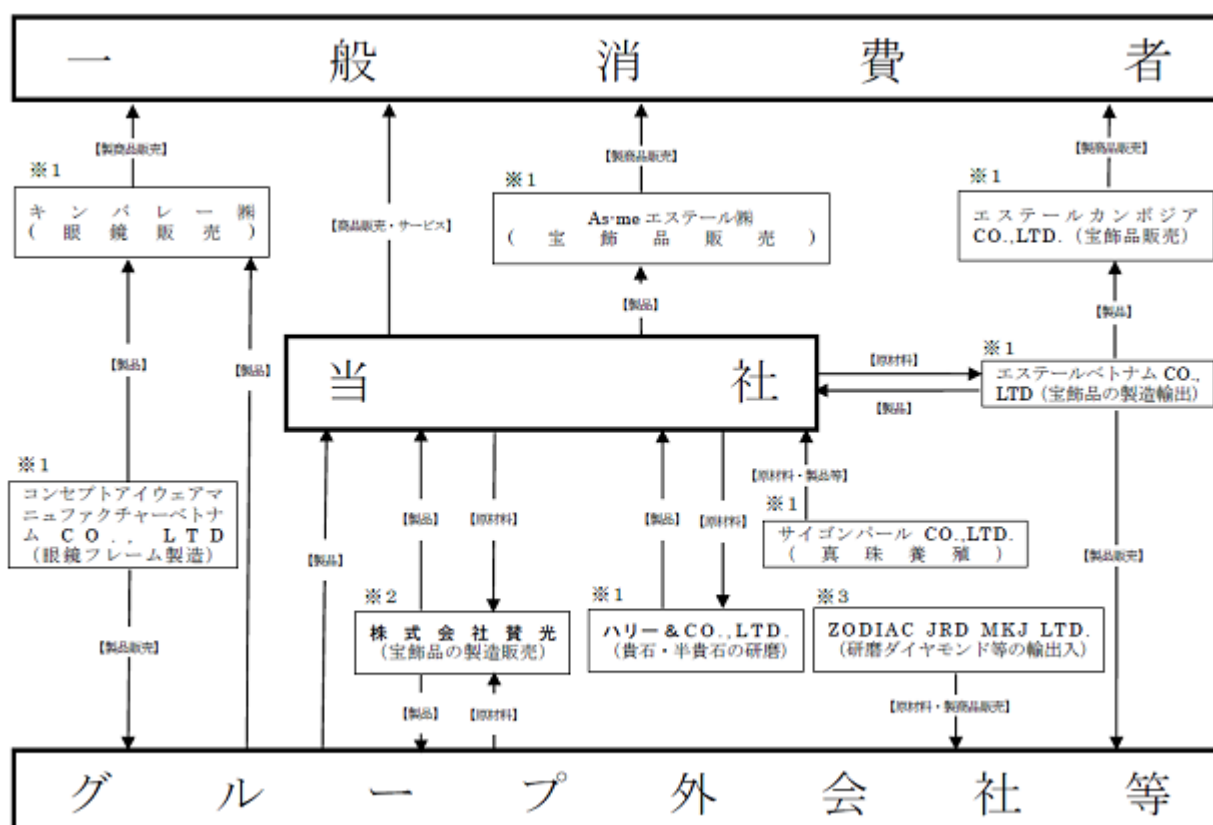 一般消費者
【製商品販売】
【製商品販売】
【製商品販売】
※1
キンバレー㈱
(眼鏡販売)
【商品販売・サービス】
※1
As-meエステール㈱
(宝飾品販売)
※1
エステールカンボジア
CO.,LTD.(宝飾品販売)
【製品】
【製品】
【製品】
【製品】
当社
【原材料】
【製品】
※1
エステールベトナムCO.,
LTD(宝飾品の製造輸出)
※1
コンセプトアイウェアマ
ニュファクチャーベトナ
ムCO., LTD
(眼鏡フレーム製造)
【製品】
【製品】
【原材料】
【製品】
【原材料】
【原材料・製品等】
※1
サイゴンパール CO.,LTD.
(真珠養殖)
【製品販売】
【製品販売】
※2
株式会社賛光
(宝飾品の製造販売)
※1
ハリー&CO.,LTD.
(貴石・半貴石の研磨)
※3
ZODIAC JRD MKJ LTD.
(研磨ダイヤモンド等の輸出入)
【製品】
【原材料】
【原材料・製商品販売】
グループ外会社等